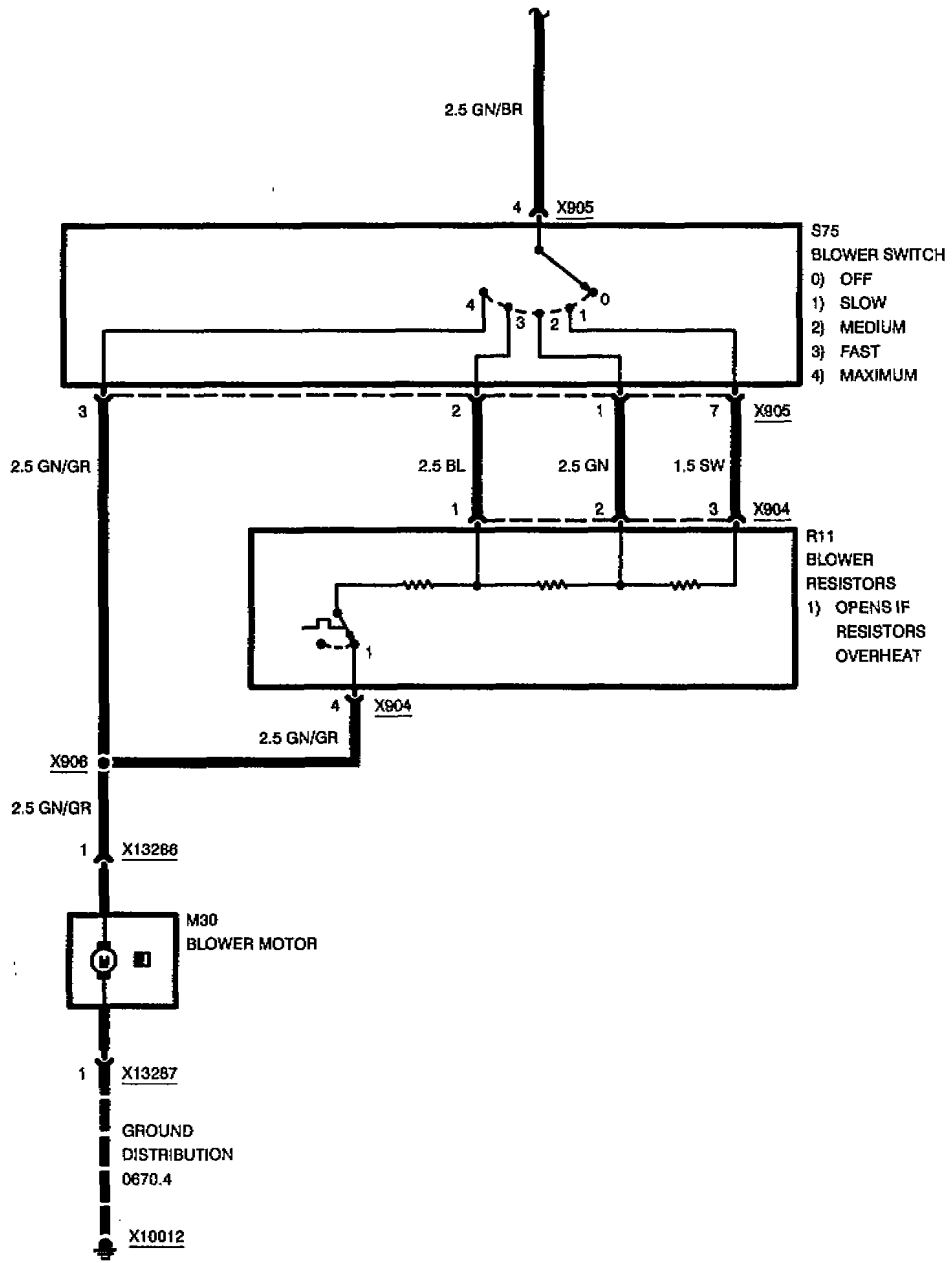 2.5 GN/BR
4 X905
S75
BLOWER SWITCH
0) OFF
1) SLOW
2) MEDIUM
3) FAST
4) MAXIMUM
4 3 2 1 0
3 2 1 7 X905
2.5 GN/GR 2.5 BL 2.5 GN 1.5 SW
1 2 3 X904
R11
BLOWER
RESISTORS
1) OPENS IF
RESISTORS
OVERHEAT
1
4 X904
2.5 GN/GR
X906
2.5 GN/GR
1 X13286
M30
BLOWER MOTOR
M
1 X13287
GROUND
DISTRIBUTION
0670.4
X10012